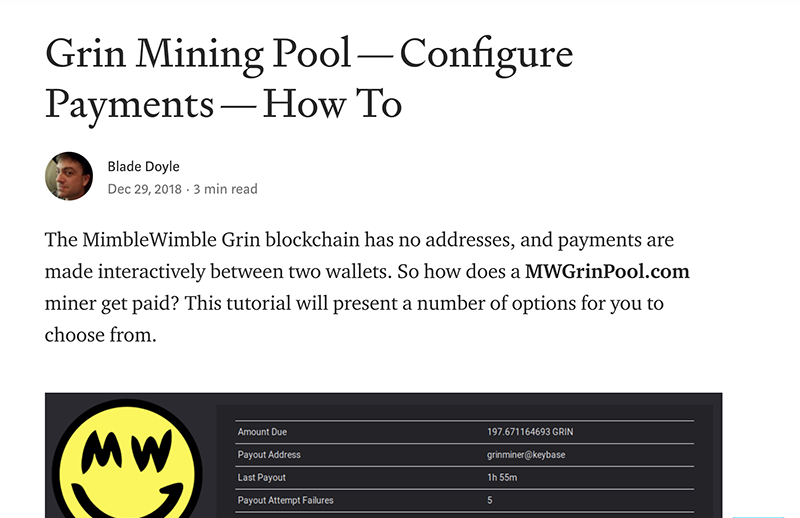 Grin Mining Pool — Configure
Payments — How To
Blade Doyle
Dec 29, 2018 · 3 min read
The MimbleWimble Grin blockchain has no addresses, and payments are
made interactively between two wallets. So how does a MWGrinPool.com
miner get paid? This tutorial will present a number of options for you to
choose from.
MW
Amount Due 197.671164693 GRIN
Payout Address grinminer@keybase
Last Payout 1h 55m
Payout Attempt Failures 5